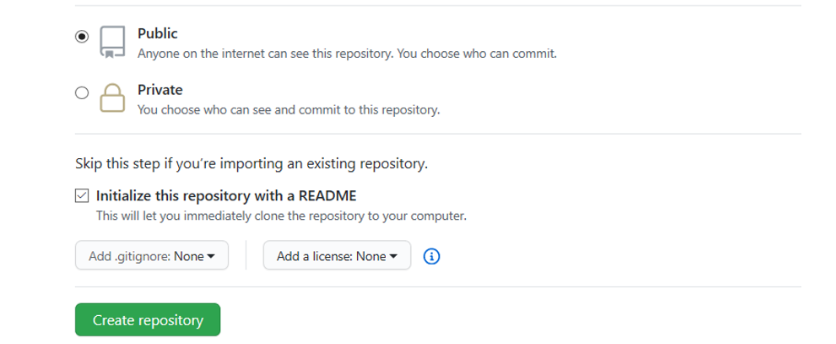 Public
Anyone on the internet can see this repository. You choose who can commit.
Private
You choose who can see and commit to this repository.
Skip this step if you're importing an existing repository.
Initialize this repository with a README
This will let you immediately clone the repository to your computer.
Add .gitignore: None Add a license: None
Create repository